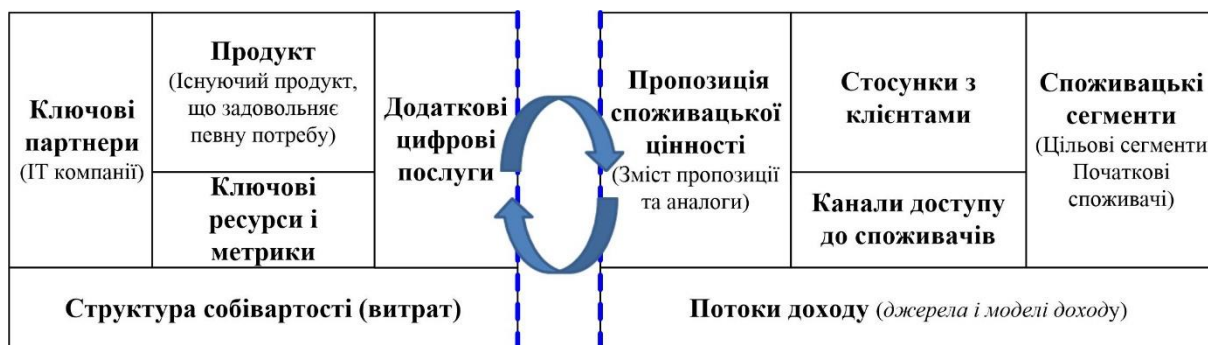 Ключові
партнери
(ІТ компанії)
Продукт
(Існуючий продукт,
що задовольняє
певну потребу)
Ключові
ресурси і
метрики
Додаткові
цифрові
послуги
Пропозиція
споживацької
цінності
(Зміст пропозиції
та аналоги)
Стосунки з
клієнтами
Канали доступу
до споживачів
Споживацькі
сегменти
(Цільові сегменти
Початкові
споживачі)
Структура собівартості (витрат)
Потоки доходу (джерела і моделі доходу)